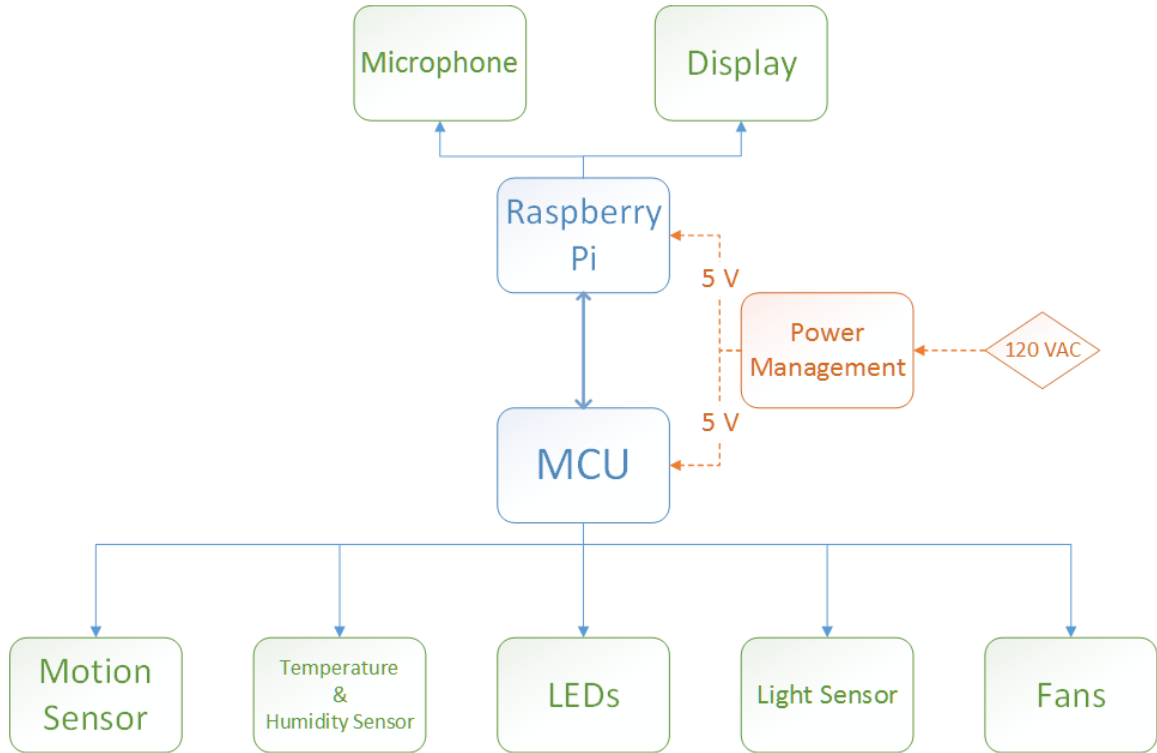 Microphone
Display
Raspberry
Pi
5 V
Power
Management
120 VAC
5 V
MCU
Motion
Sensor
Temperature
&
Humidity Sensor
LEDs
Light Sensor
Fans